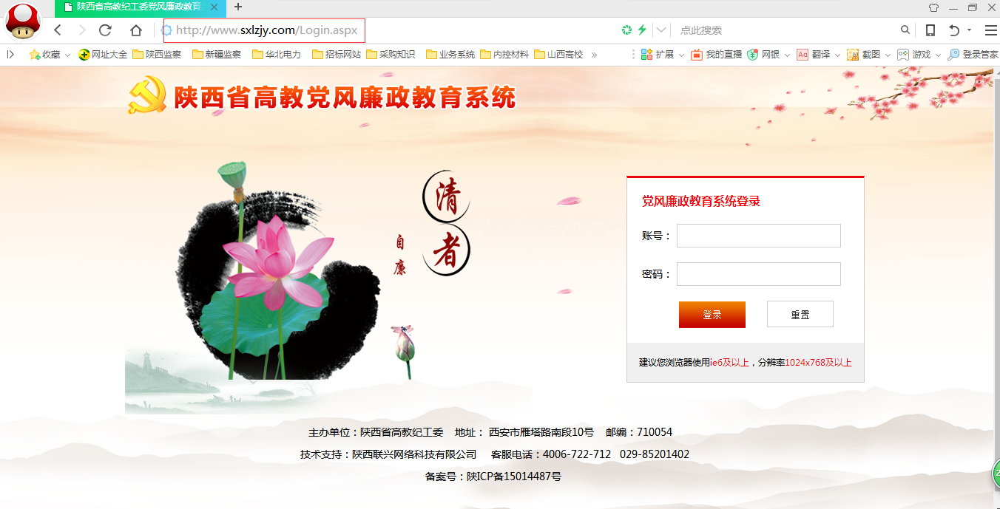 陕西省高教纪工委党风廉政教育
http://www.sxlzjy.com/Login.aspx
点此搜索
收藏 网址大全 陕西监察 新疆监察 华北电力 招标网站 采购知识 业务系统 内控材料 山西高校 » 扩展 我的直播 网银 Aa 翻译 截图 游戏 登录管家
陕西省高教党风廉政教育系统
清者
自廉
党风廉政教育系统登录
账号：
密码：
登录 重置
建议您浏览器使用ie6及以上，分辨率1024x768及以上
主办单位：陕西省高教纪工委 地址： 西安市雁塔路南段10号 邮编：710054
技术支持：陕西联兴网络科技有限公司 客服电话：4006-722-712 029-85201402
备案号：陕ICP备15014487号